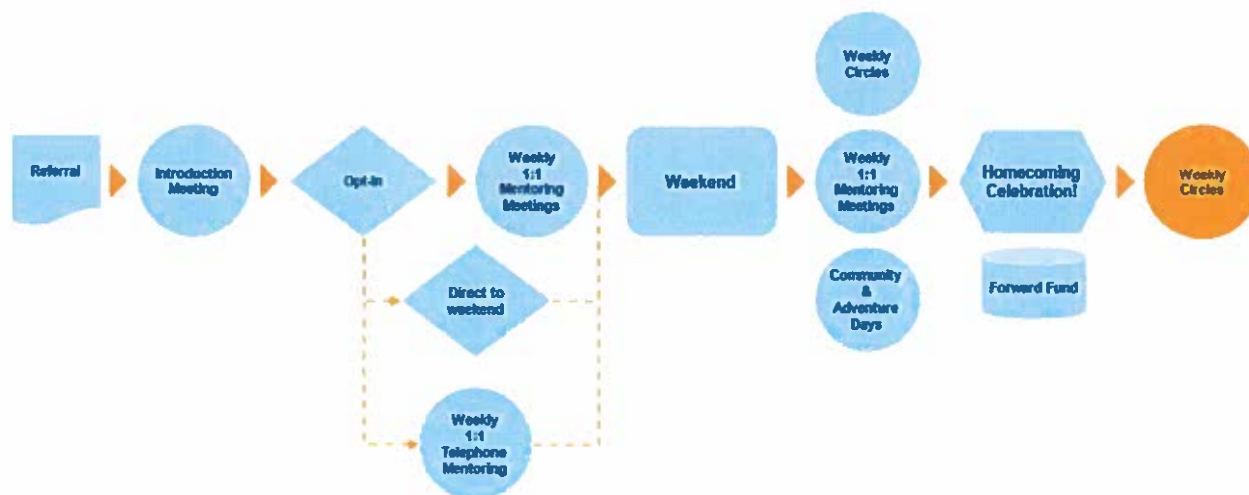 Referral
Introduction
Meeting
Opt-In
Weekly
1:1
Mentoring
Meetings
Direct to
weekend
Weekly
1:1
Telephone
Mentoring
Weekend
Weekly
Circles
Weekly
1:1
Mentoring
Meetings
Community
&
Adventure
Days
Homecoming
Celebration!
Forward Fund
Weekly
Circles